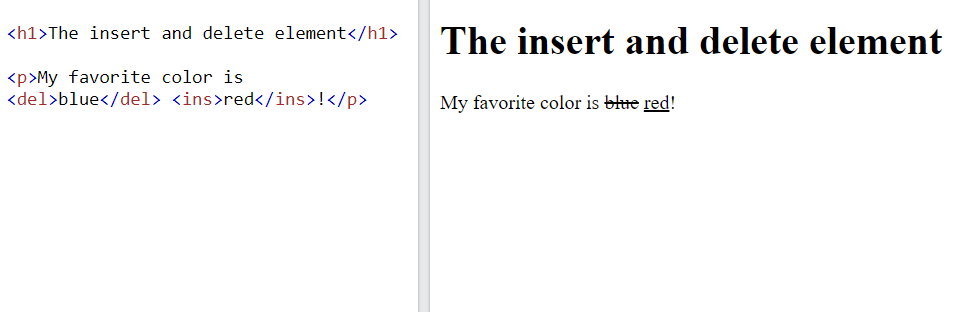 <h1>The insert and delete element</h1>
<p>My favorite color is
<del>blue</del> <ins>red</ins>!</p>
The insert and delete element
My favorite color is blue red!